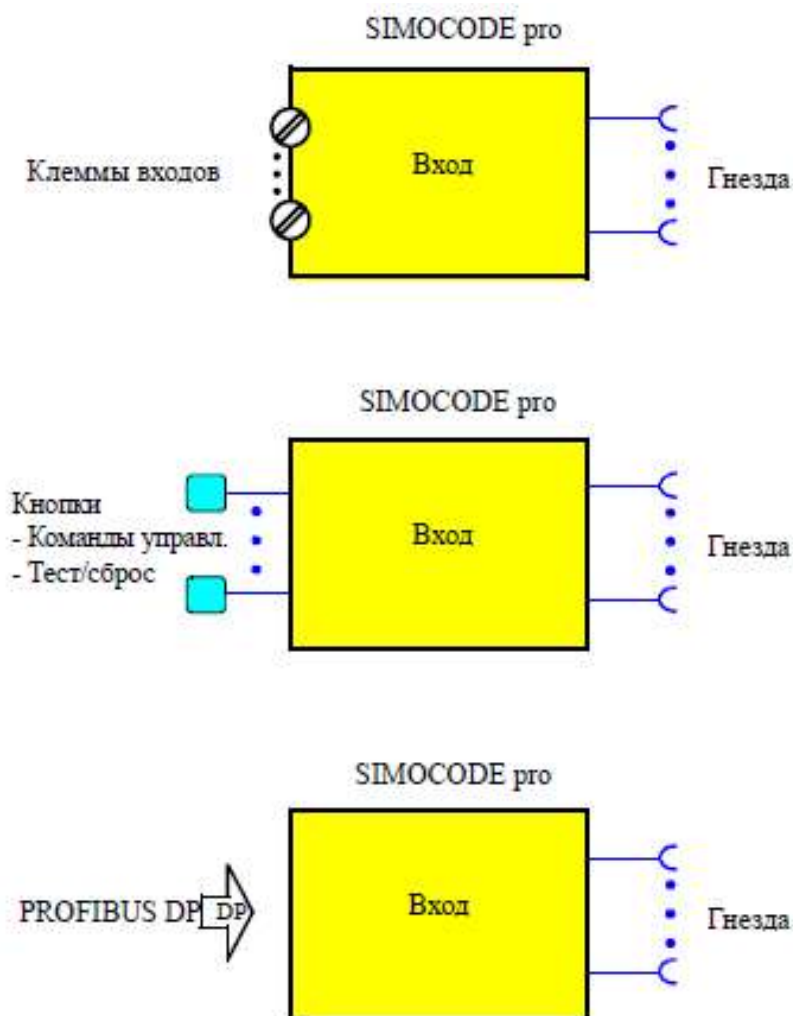 SIMOCODE pro
Клеммы входов
Вход
Гнезда
SIMOCODE pro
Кнопки
- Команды управл.
- Тест/сброс
Вход
Гнезда
SIMOCODE pro
PROFIBUS DP
DP
Вход
Гнезда